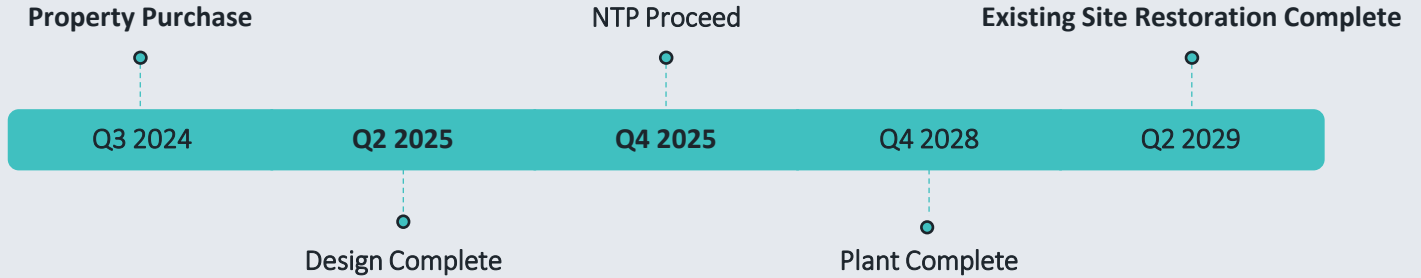 Property Purchase
NTP Proceed
Existing Site Restoration Complete
Q3 2024
Q2 2025
Q4 2025
Q4 2028
Q2 2029
Design Complete
Plant Complete